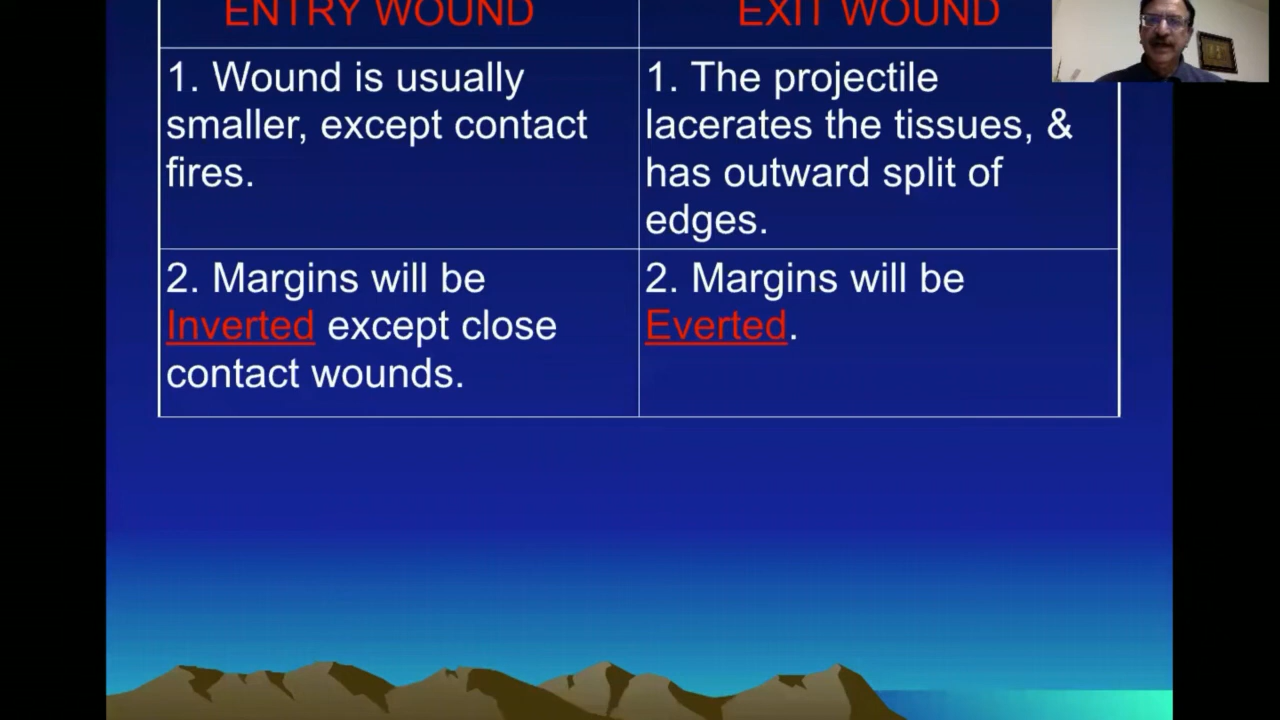 ENTRY WOUND
EXIT WOUND
1. Wound is usually
smaller, except contact
fires.
1. The projectile
lacerates the tissues, &
has outward split of
edges.
2. Margins will be
Inverted except close
contact wounds.
2. Margins will be
Everted.